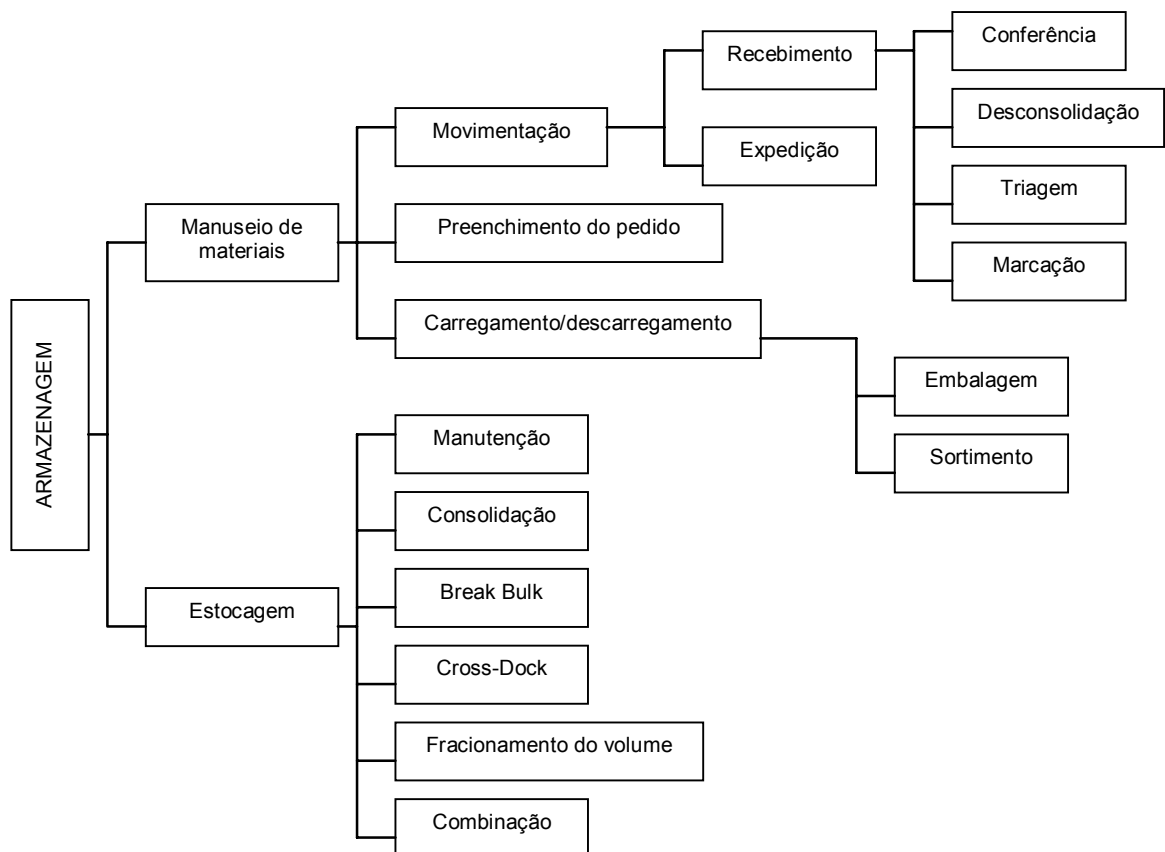 Conferência
Recebimento
Desconsolidação
Movimentação
Expedição
Triagem
Manuseio de
materiais
Preenchimento do pedido
Marcação
Carregamento/descarregamento
Embalagem
ARMAZENAGEM
Manutenção
Sortimento
Consolidação
Estocagem
Break Bulk
Cross-Dock
Fracionamento do volume
Combinação